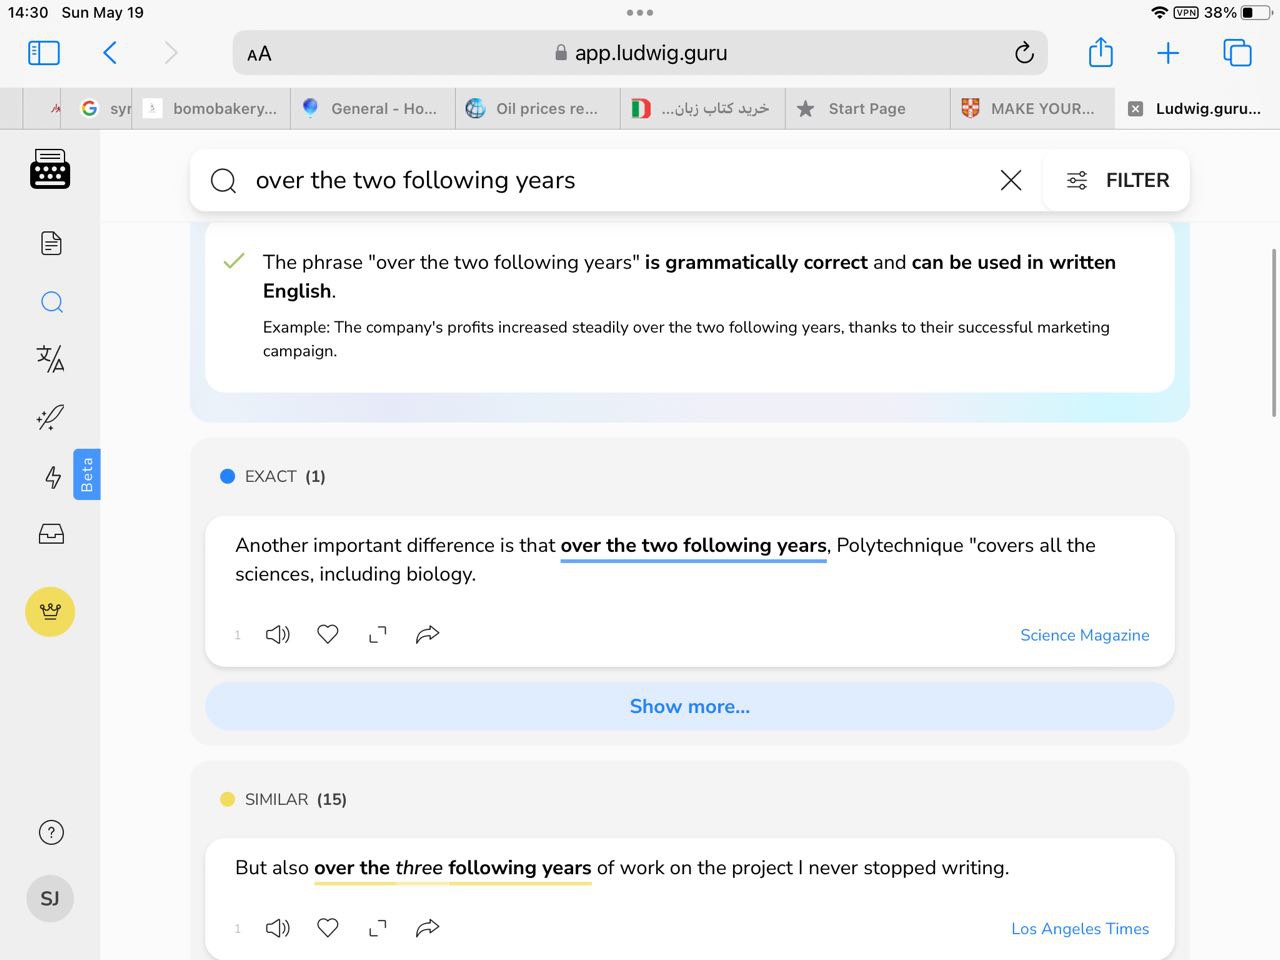 14:30 Sun May 19
VPN 38%
AA app.ludwig.guru
G syr bomobakery... General - Ho... Oil prices re... خرید کتاب زبان... Start Page MAKE YOUR... Ludwig.guru...
over the two following years FILTER
The phrase "over the two following years" is grammatically correct and can be used in written
English.
Example: The company's profits increased steadily over the two following years, thanks to their successful marketing
campaign.
Beta
EXACT (1)
Another important difference is that over the two following years, Polytechnique "covers all the
sciences, including biology.
1 Science Magazine
Show more...
SIMILAR (15)
But also over the three following years of work on the project I never stopped writing.
1 Los Angeles Times
SJ